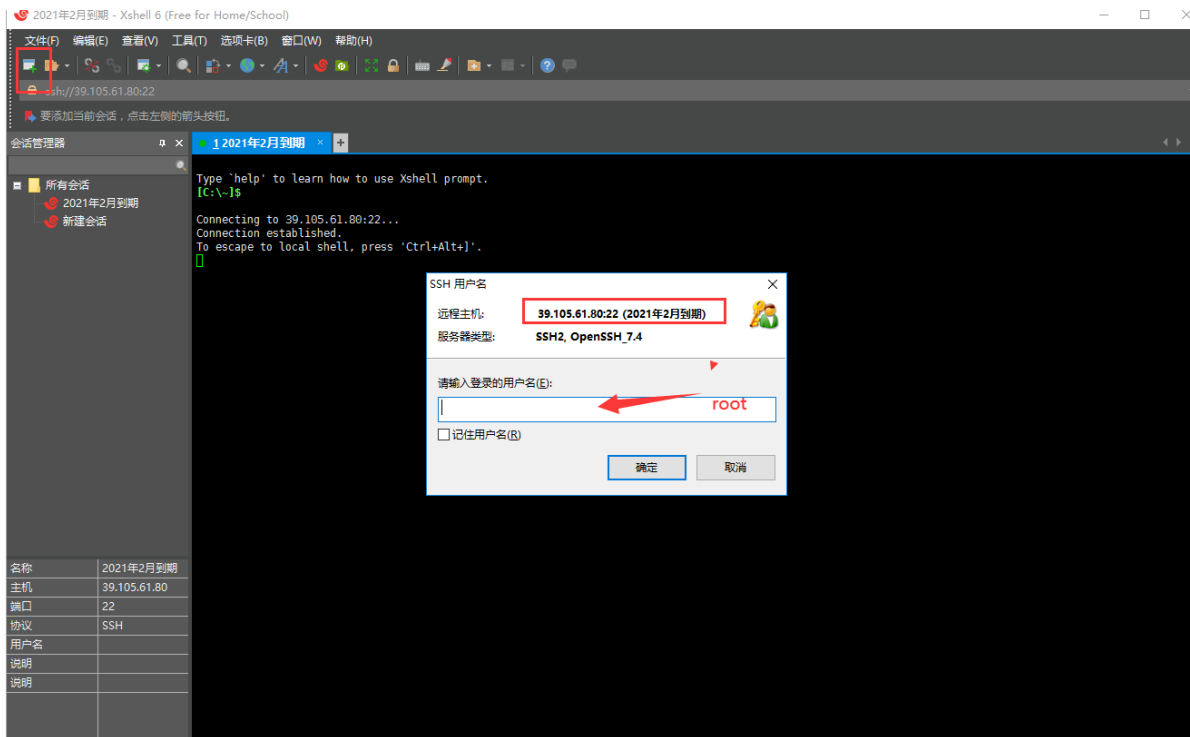 2021年2月到期 - Xshell 6 (Free for Home/School)
文件(F) 编辑(E) 查看(V) 工具(T) 选项卡(B) 窗口(W) 帮助(H)
ssh://39.105.61.80:22
要添加当前会话，点击左侧的箭头按钮。
会话管理器
1 2021年2月到期
所有会话
2021年2月到期
新建会话
Type `help' to learn how to use Xshell prompt.
[C:\~]$
Connecting to 39.105.61.80:22...
Connection established.
To escape to local shell, press 'Ctrl+Alt+]'.
SSH 用户名
远程主机: 39.105.61.80:22 (2021年2月到期)
服务器类型: SSH2, OpenSSH_7.4
请输入登录的用户名(E):
root
记住用户名(R)
确定 取消
名称 2021年2月到期
主机 39.105.61.80
端口 22
协议 SSH
用户名
说明
说明